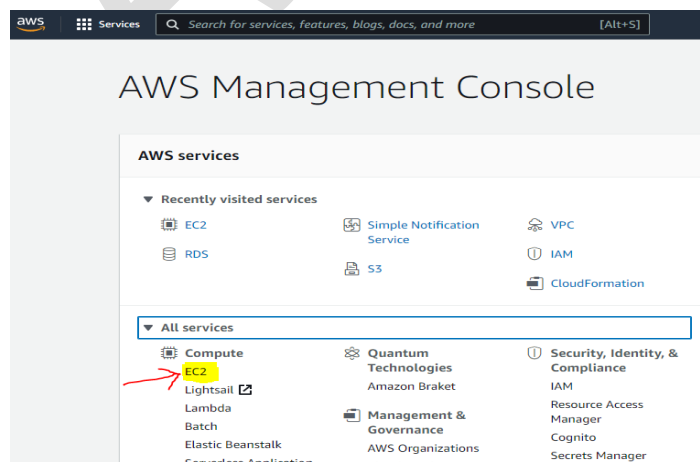 aws
Services
Search for services, features, blogs, docs, and more
[Alt+S]
AWS Management Console
AWS services
Recently visited services
EC2
RDS
Simple Notification
Service
S3
VPC
IAM
CloudFormation
All services
Compute
EC2
Lightsail
Lambda
Batch
Elastic Beanstalk
Serverless Application
Quantum
Technologies
Amazon Braket
Management &
Governance
AWS Organizations
Security, Identity, &
Compliance
IAM
Resource Access
Manager
Cognito
Secrets Manager